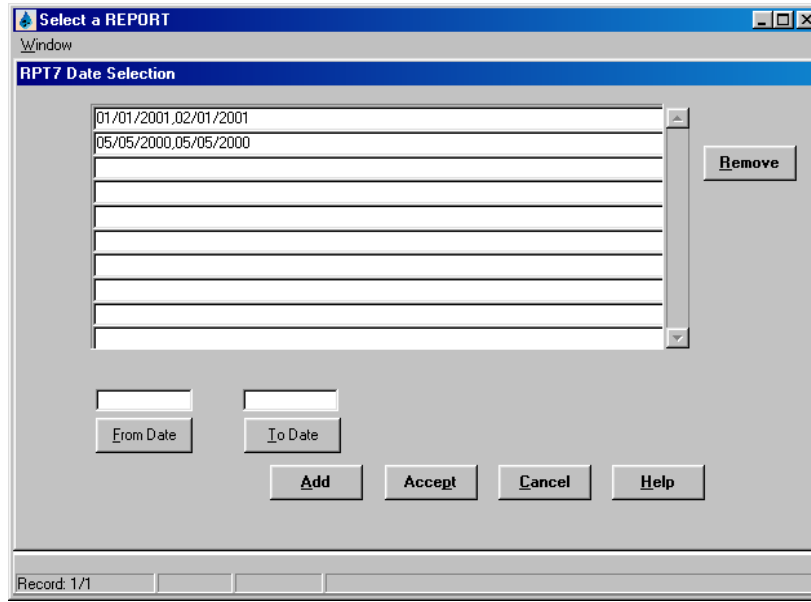 Select a REPORT
Window
RPT7 Date Selection
01/01/2001,02/01/2001
05/05/2000,05/05/2000
Remove
From Date
To Date
Add
Accept
Cancel
Help
Record: 1/1